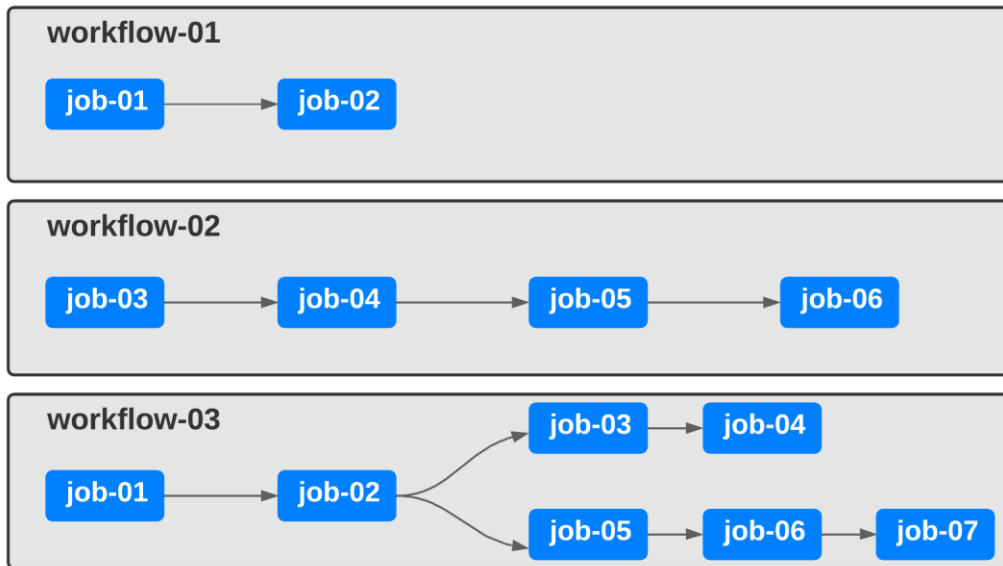 workflow-01
job-01 job-02
workflow-02
job-03 job-04 job-05 job-06
workflow-03
job-03 job-04
job-01 job-02
job-05 job-06 job-07